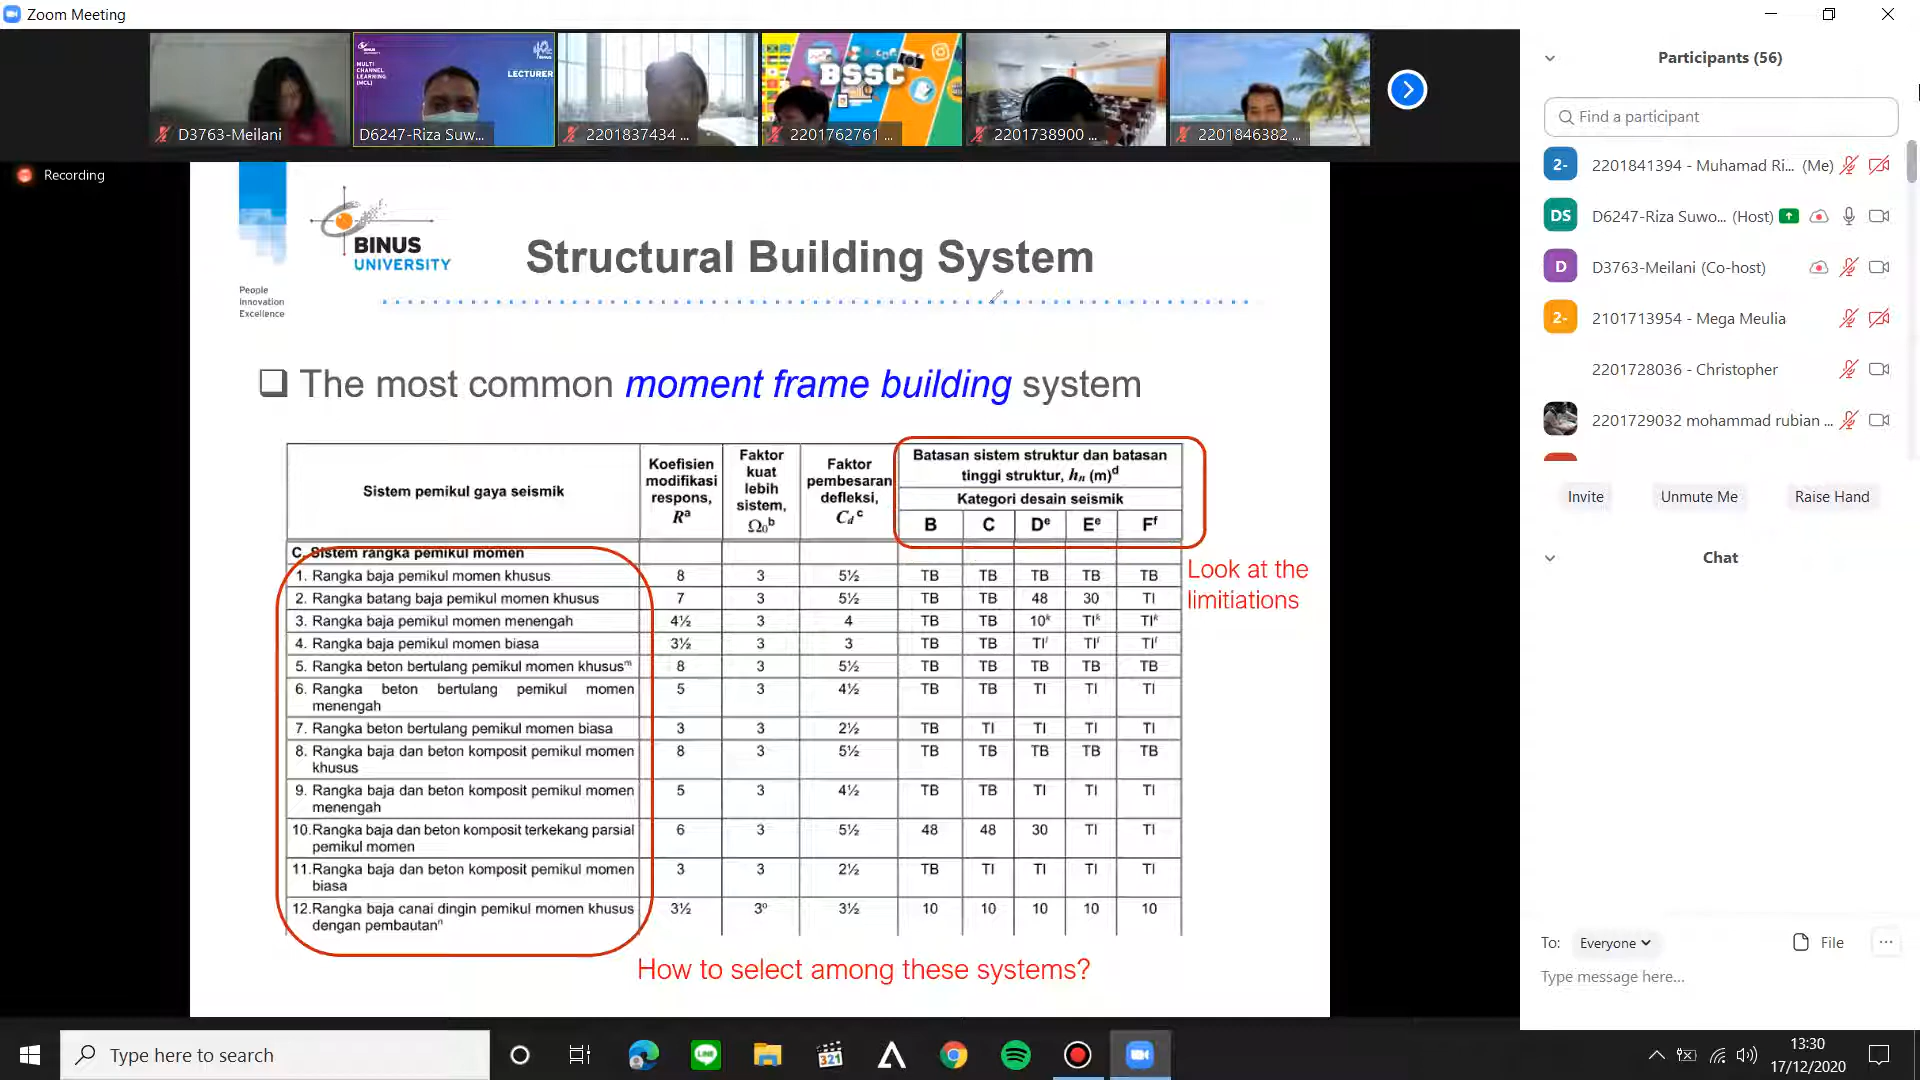 Zoom Meeting
D3763-Meilani
D6247-Riza Suw...
2201837434 ...
2201762761 ...
2201738900 ...
2201846382 ...
MULTI
CHANNEL
LEARNING
(MCL)
LECTURER
BSSC
Recording
BINUS
UNIVERSITY
People
Innovation
Excellence
Structural Building System
❑ The most common moment frame building system
Sistem pemikul gaya seismik
Koefisien
modifikasi
respons,
Rᵃ
Faktor
kuat
lebih
sistem,
Ω₀ᵇ
Faktor
pembesaran
defleksi,
C_d ᶜ
Batasan sistem struktur dan batasan
tinggi struktur, hₙ (m)ᵈ
Kategori desain seismik
B C Dᵉ Eᵉ Fᶠ
C. Sistem rangka pemikul momen
1. Rangka baja pemikul momen khusus 8 3 5½ TB TB TB TB TB
2. Rangka batang baja pemikul momen khusus 7 3 5½ TB TB 48 30 TI
3. Rangka baja pemikul momen menengah 4½ 3 4 TB TB 10ᵏ TIᵏ TIᵏ
4. Rangka baja pemikul momen biasa 3½ 3 3 TB TB TIˡ TIˡ TIˡ
5. Rangka beton bertulang pemikul momen khususᵐ 8 3 5½ TB TB TB TB TB
6. Rangka beton bertulang pemikul momen 5 3 4½ TB TB TI TI TI
menengah
7. Rangka beton bertulang pemikul momen biasa 3 3 2½ TB TI TI TI TI
8. Rangka baja dan beton komposit pemikul momen 8 3 5½ TB TB TB TB TB
khusus
9. Rangka baja dan beton komposit pemikul momen 5 3 4½ TB TB TI TI TI
menengah
10.Rangka baja dan beton komposit terkekang parsial 6 3 5½ 48 48 30 TI TI
pemikul momen
11.Rangka baja dan beton komposit pemikul momen 3 3 2½ TB TI TI TI TI
biasa
12.Rangka baja canai dingin pemikul momen khusus 3½ 3ᵒ 3½ 10 10 10 10 10
dengan pembautanⁿ
Look at the
limitiations
How to select among these systems?
Participants (56)
Find a participant
2- 2201841394 - Muhamad Ri... (Me)
DS D6247-Riza Suwo... (Host)
D D3763-Meilani (Co-host)
2- 2101713954 - Mega Meulia
2201728036 - Christopher
2201729032 mohammad rubian ...
Invite Unmute Me Raise Hand
Chat
To: Everyone File ...
Type message here...
Type here to search
LINE
321
13:30
17/12/2020